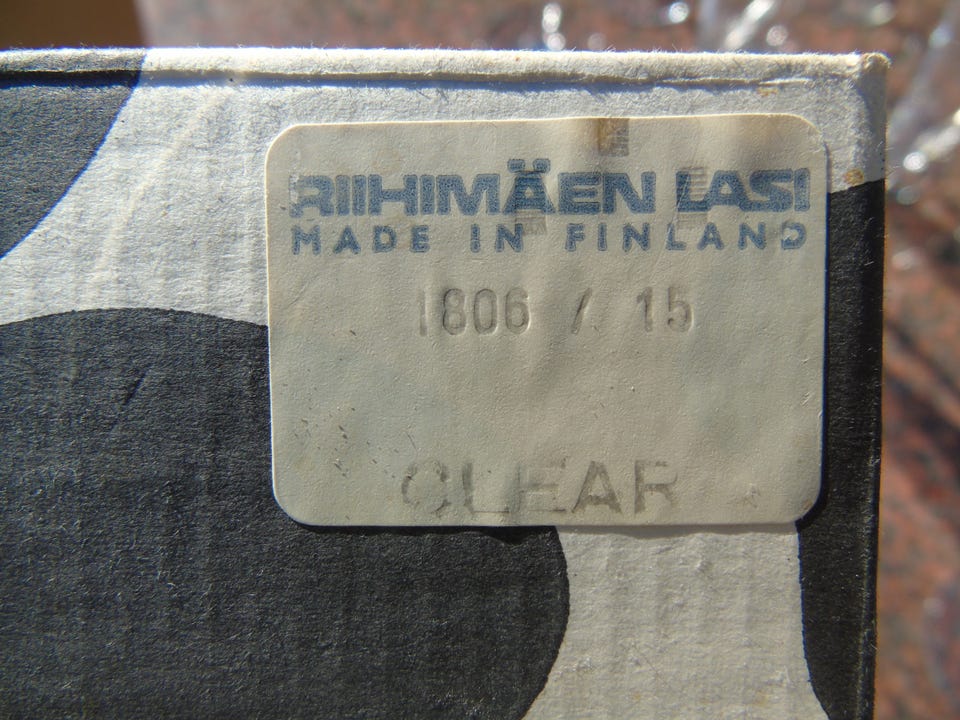 RIIHIMÄEN LASI
MADE IN FINLAND
1806 / 15
CLEAR